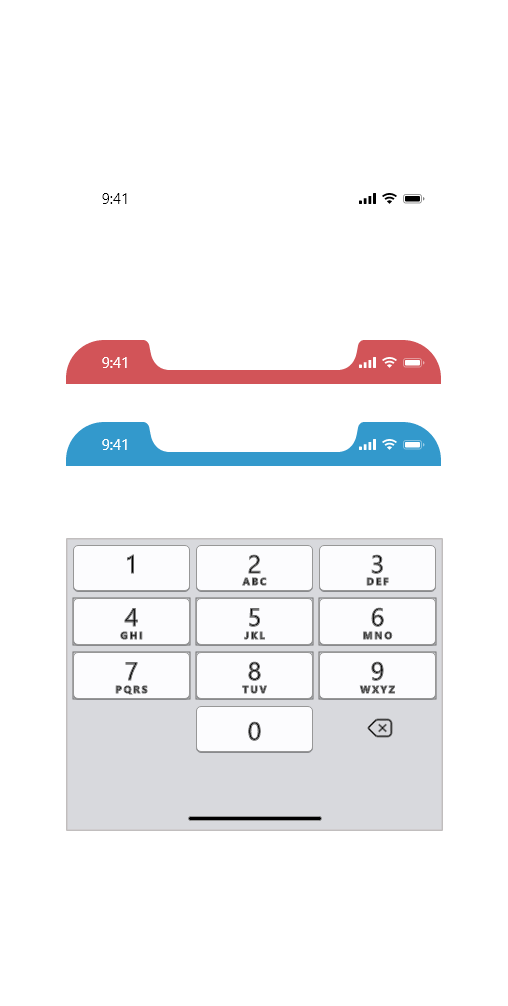 9:41
9:41
9:41
1 2 3
ABC DEF
4 5 6
GHI JKL MNO
7 8 9
PQRS TUV WXYZ
0